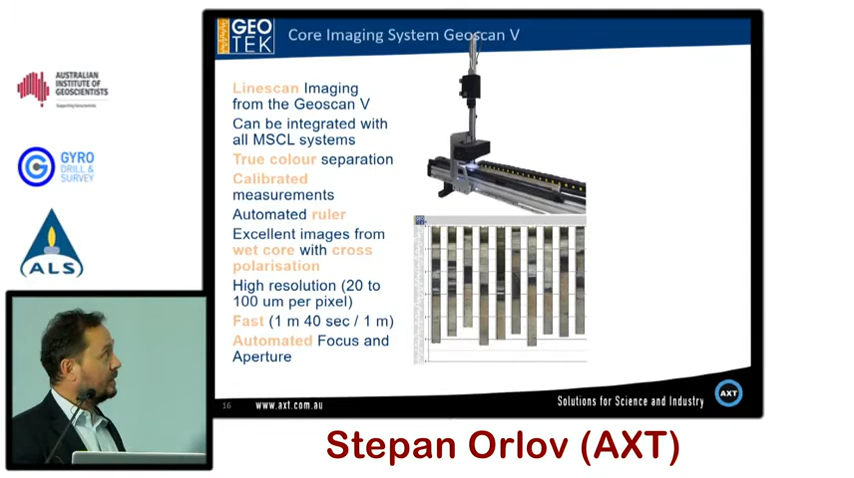 AUSTRALIAN
INSTITUTE OF
GEOSCIENTISTS
Supporting Geoscientists
GYRO
DRILL &
SURVEY
ALS
GEO
TEK
Core Imaging System Geoscan V
Linescan Imaging
from the Geoscan V
Can be integrated with
all MSCL systems
True colour separation
Calibrated
measurements
Automated ruler
Excellent images from
wet core with cross
polarisation
High resolution (20 to
100 um per pixel)
Fast (1 m 40 sec / 1 m)
Automated Focus and
Aperture
16
www.axt.com.au
Solutions for Science and Industry
AXT
Stepan Orlov (AXT)